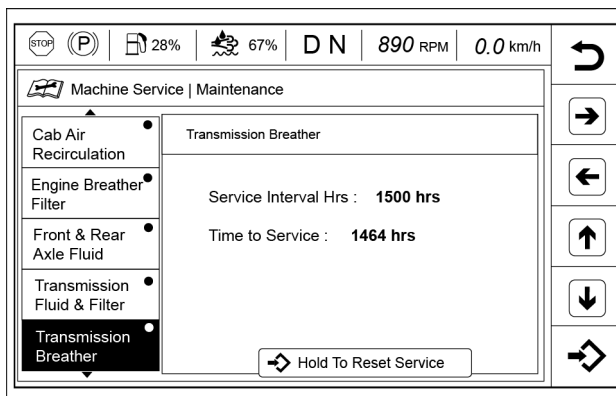 STOP P 28% 67% D N 890 RPM 0.0 km/h
Machine Service | Maintenance
Cab Air
Recirculation
Engine Breather
Filter
Front & Rear
Axle Fluid
Transmission
Fluid & Filter
Transmission
Breather
Transmission Breather
Service Interval Hrs : 1500 hrs
Time to Service : 1464 hrs
Hold To Reset Service